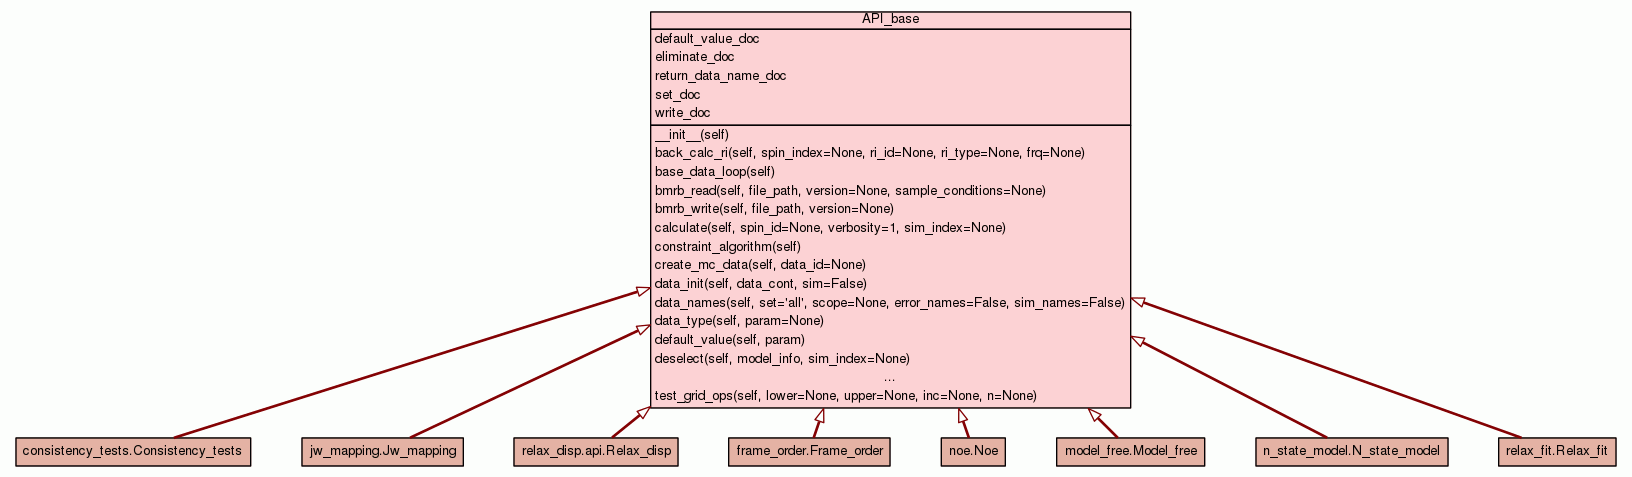 API_base
default_value_doc
eliminate_doc
return_data_name_doc
set_doc
write_doc
__init__(self)
back_calc_ri(self, spin_index=None, ri_id=None, ri_type=None, frq=None)
base_data_loop(self)
bmrb_read(self, file_path, version=None, sample_conditions=None)
bmrb_write(self, file_path, version=None)
calculate(self, spin_id=None, verbosity=1, sim_index=None)
constraint_algorithm(self)
create_mc_data(self, data_id=None)
data_init(self, data_cont, sim=False)
data_names(self, set='all', scope=None, error_names=False, sim_names=False)
data_type(self, param=None)
default_value(self, param)
deselect(self, model_info, sim_index=None)
...
test_grid_ops(self, lower=None, upper=None, inc=None, n=None)
consistency_tests.Consistency_tests
jw_mapping.Jw_mapping
relax_disp.api.Relax_disp
frame_order.Frame_order
noe.Noe
model_free.Model_free
n_state_model.N_state_model
relax_fit.Relax_fit